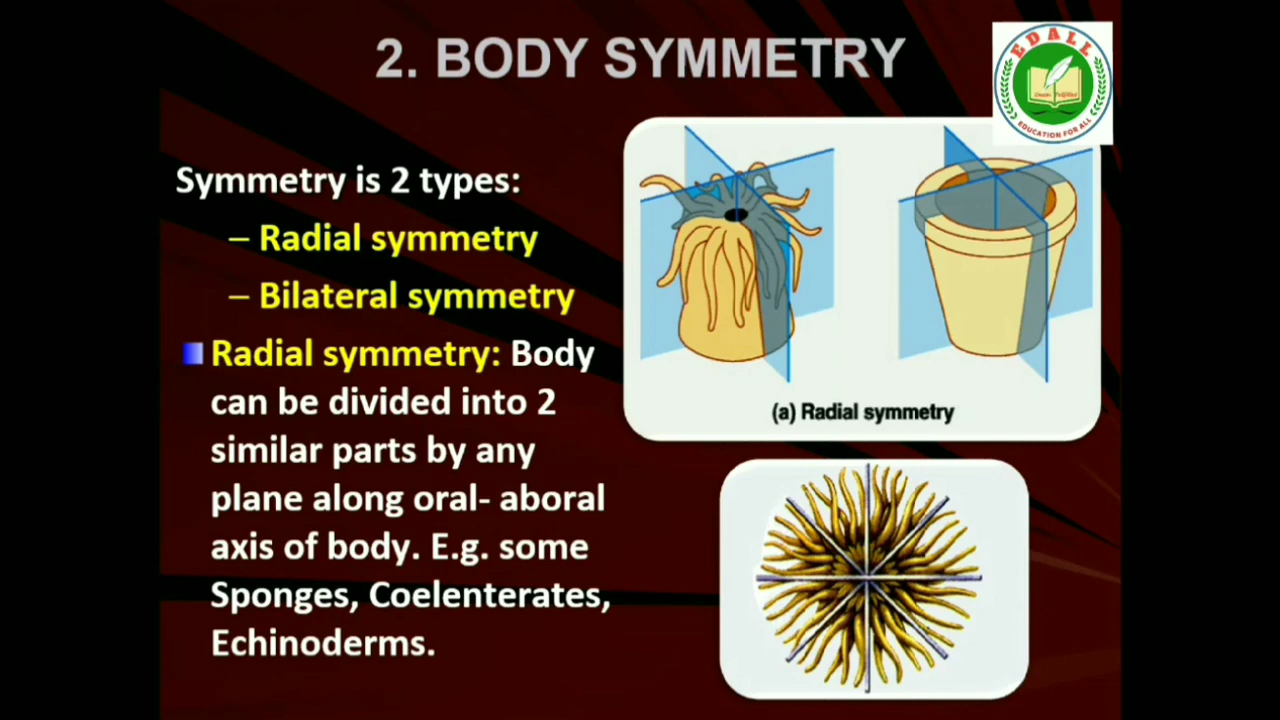 2. BODY SYMMETRY
EDALL
EDUCATION FOR ALL
Symmetry is 2 types:
– Radial symmetry
– Bilateral symmetry
Radial symmetry: Body
can be divided into 2
similar parts by any
plane along oral- aboral
axis of body. E.g. some
Sponges, Coelenterates,
Echinoderms.
(a) Radial symmetry